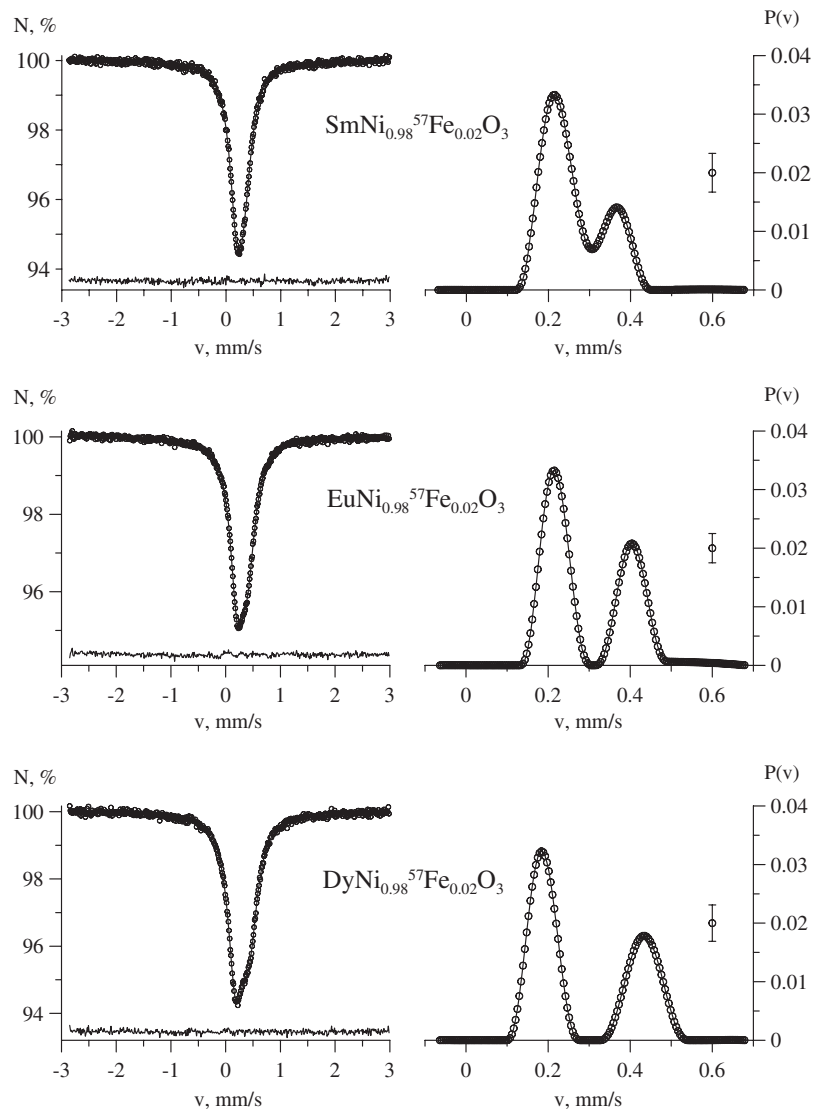 N, %
P(v)
100
98
96
94
-3 -2 -1 0 1 2 3
v, mm/s
SmNi0.98 57Fe0.02O3
0.04
0.03
0.02
0.01
0
0 0.2 0.4 0.6
v, mm/s
N, %
P(v)
100
98
96
-3 -2 -1 0 1 2 3
v, mm/s
EuNi0.98 57Fe0.02O3
0.04
0.03
0.02
0.01
0
0 0.2 0.4 0.6
v, mm/s
N, %
P(v)
100
98
96
94
-3 -2 -1 0 1 2 3
v, mm/s
DyNi0.98 57Fe0.02O3
0.04
0.03
0.02
0.01
0
0 0.2 0.4 0.6
v, mm/s